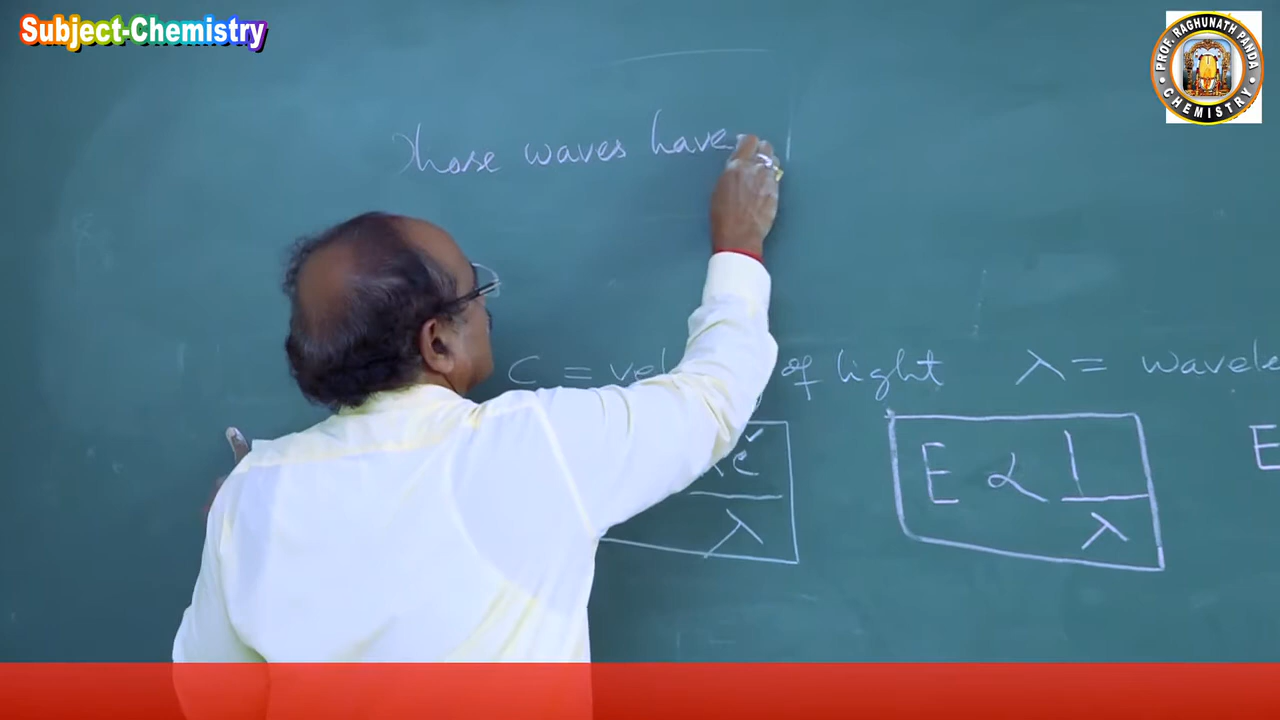 Subject-Chemistry
PROF. RAGHUNATH PANDA
CHEMISTRY
Those waves have
C = vel of light λ = wavele
λ
E ∝ 1/λ
E